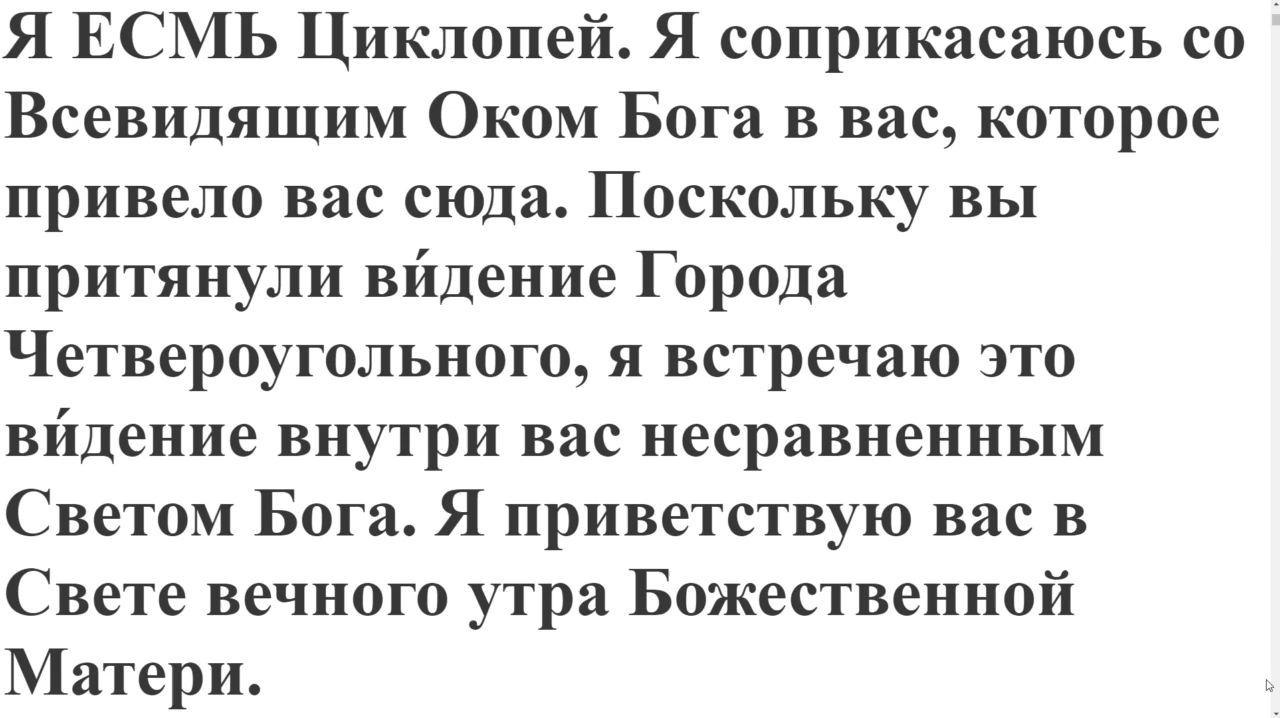 Я ЕСМЬ Циклопей. Я соприкасаюсь со
Всевидящим Оком Бога в вас, которое
привело вас сюда. Поскольку вы
притянули ви́дение Города
Четвероугольного, я встречаю это
ви́дение внутри вас несравненным
Светом Бога. Я приветствую вас в
Свете вечного утра Божественной
Матери.